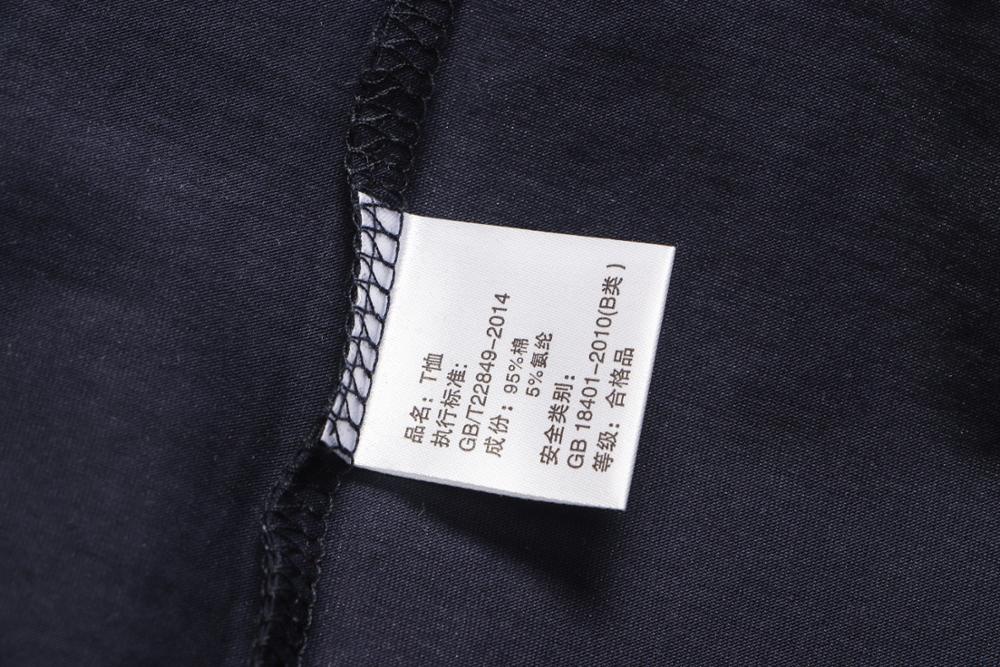 品名：T恤
执行标准：
GB/T22849-2014
成份：95%棉
5%氨纶
安全类别：
GB 18401-2010(B类)
等级：合格品